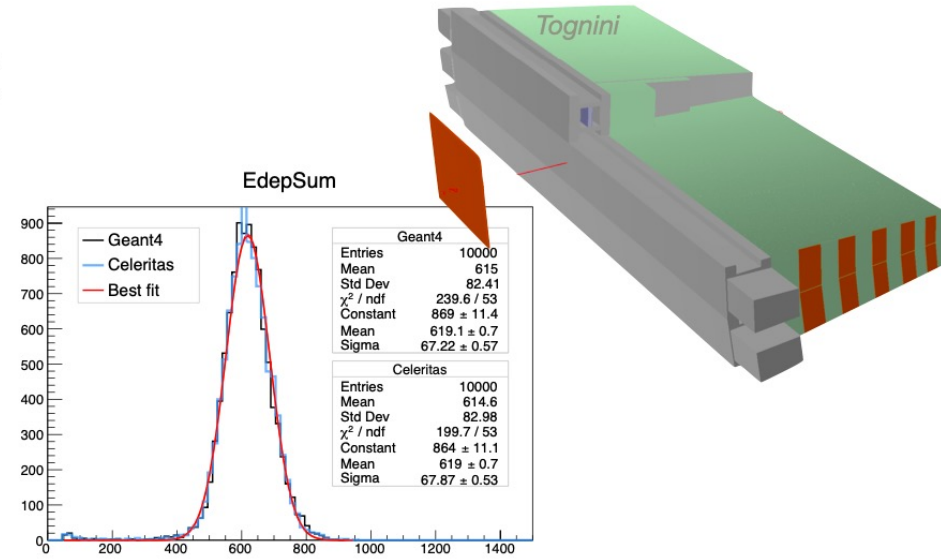 Tognini
EdepSum
900
800
700
600
500
400
300
200
100
0
0 200 400 600 800 1000 1200 1400
Geant4
Celeritas
Best fit
Geant4
Entries 10000
Mean 615
Std Dev 82.41
χ² / ndf 239.6 / 53
Constant 869 ± 11.4
Mean 619.1 ± 0.7
Sigma 67.22 ± 0.57
Celeritas
Entries 10000
Mean 614.6
Std Dev 82.98
χ² / ndf 199.7 / 53
Constant 864 ± 11.1
Mean 619 ± 0.7
Sigma 67.87 ± 0.53